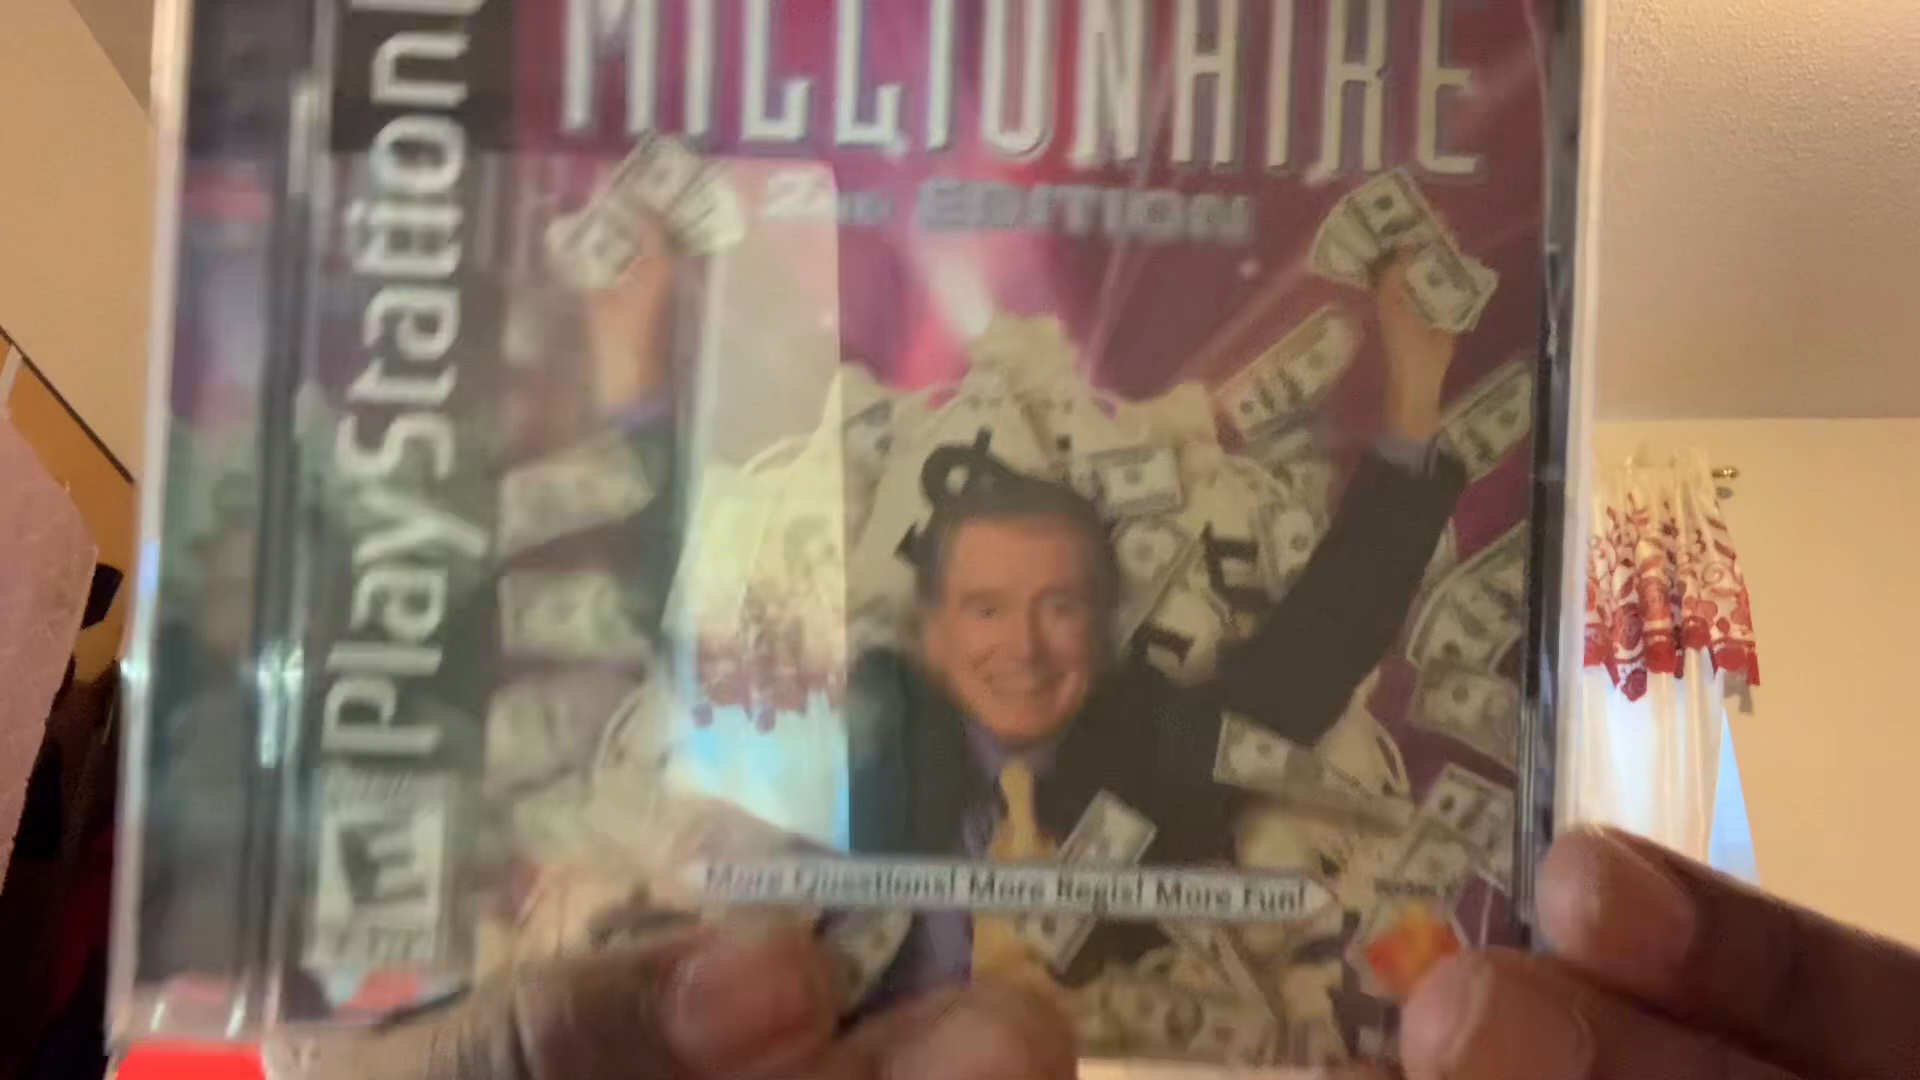 PlayStation
MILLIONAIRE
2ND EDITION
More Questions! More Regis! More Fun!